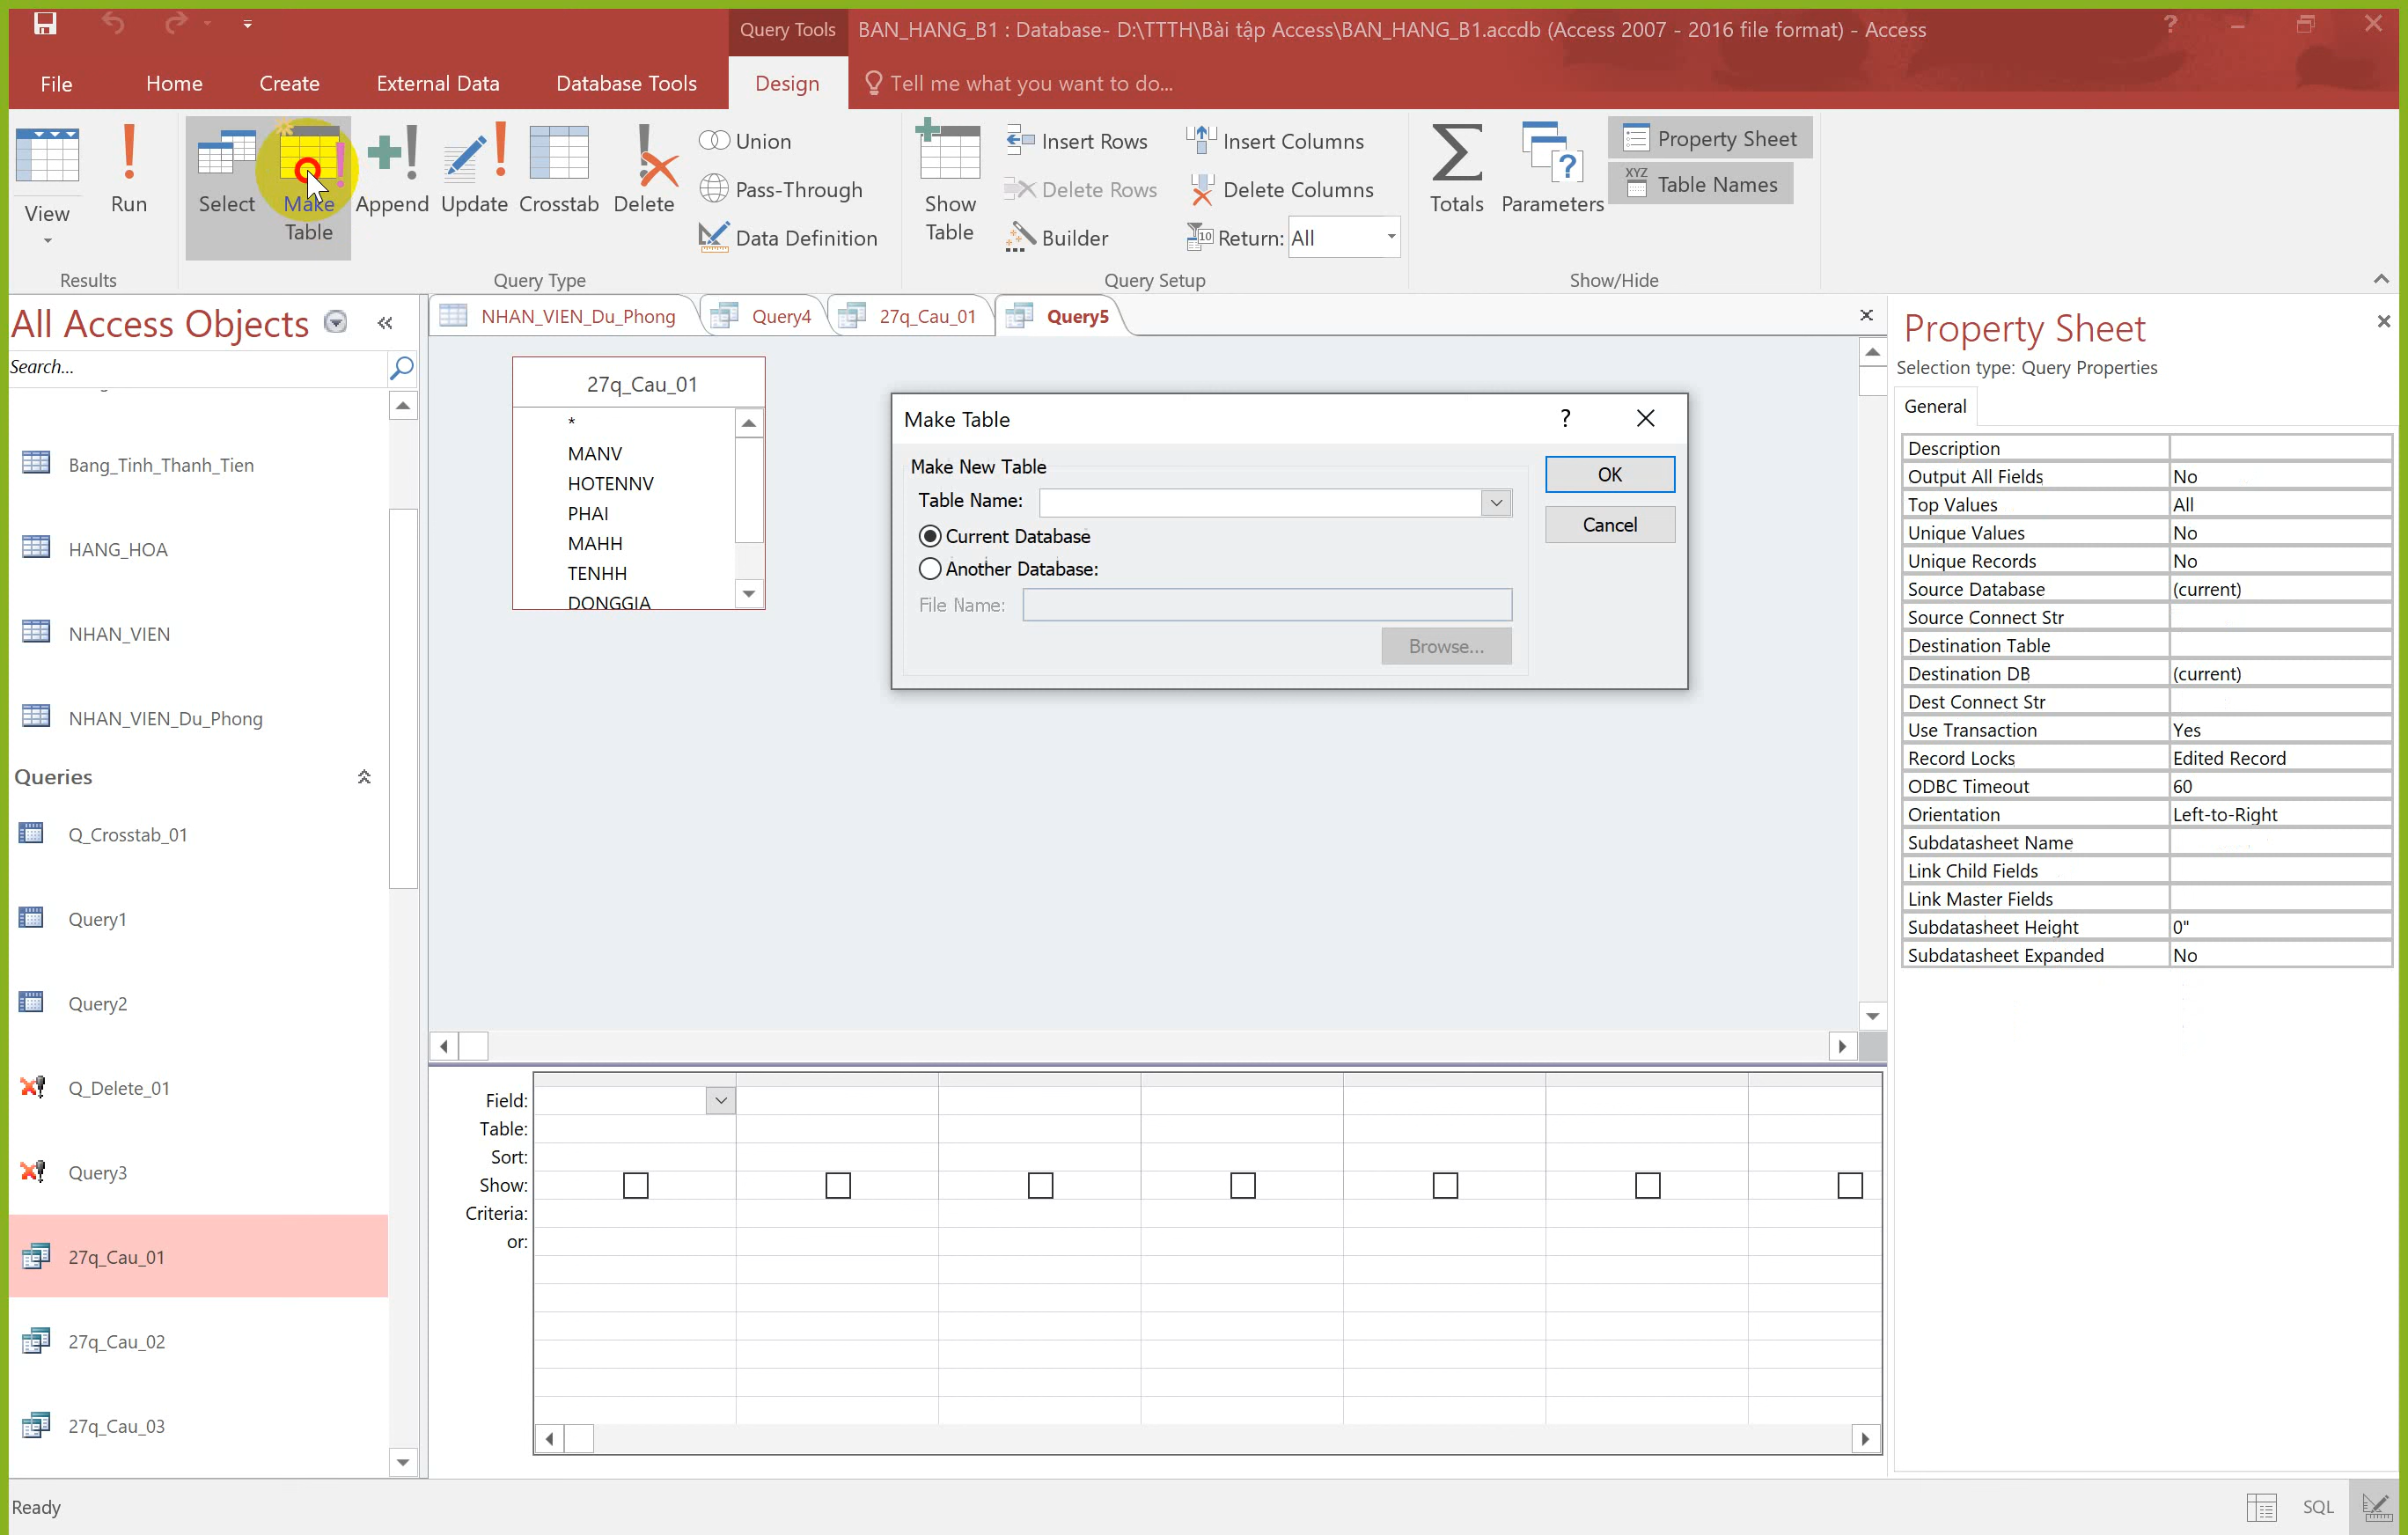 Query Tools
BAN_HANG_B1 : Database- D:\TTTH\Bài tập Access\BAN_HANG_B1.accdb (Access 2007 - 2016 file format) - Access
File Home Create External Data Database Tools Design Tell me what you want to do...
View
Run
Results
Select
Make Table
Append
Update
Crosstab
Delete
Union
Pass-Through
Data Definition
Query Type
Show Table
Insert Rows
Delete Rows
Builder
Insert Columns
Delete Columns
Return: All
Query Setup
Totals
Parameters
Property Sheet
XYZ Table Names
Show/Hide
All Access Objects
Search...
Bang_Tinh_Thanh_Tien
HANG_HOA
NHAN_VIEN
NHAN_VIEN_Du_Phong
Queries
Q_Crosstab_01
Query1
Query2
Q_Delete_01
Query3
27q_Cau_01
27q_Cau_02
27q_Cau_03
NHAN_VIEN_Du_Phong Query4 27q_Cau_01 Query5
27q_Cau_01
*
MANV
HOTENNV
PHAI
MAHH
TENHH
DONGGIA
Make Table
Make New Table
Table Name:
Current Database
Another Database:
File Name:
Browse...
OK
Cancel
Field:
Table:
Sort:
Show:
Criteria:
or:
Property Sheet
Selection type: Query Properties
General
Description
Output All Fields No
Top Values All
Unique Values No
Unique Records No
Source Database (current)
Source Connect Str
Destination Table
Destination DB (current)
Dest Connect Str
Use Transaction Yes
Record Locks Edited Record
ODBC Timeout 60
Orientation Left-to-Right
Subdatasheet Name
Link Child Fields
Link Master Fields
Subdatasheet Height 0"
Subdatasheet Expanded No
Ready
SQL